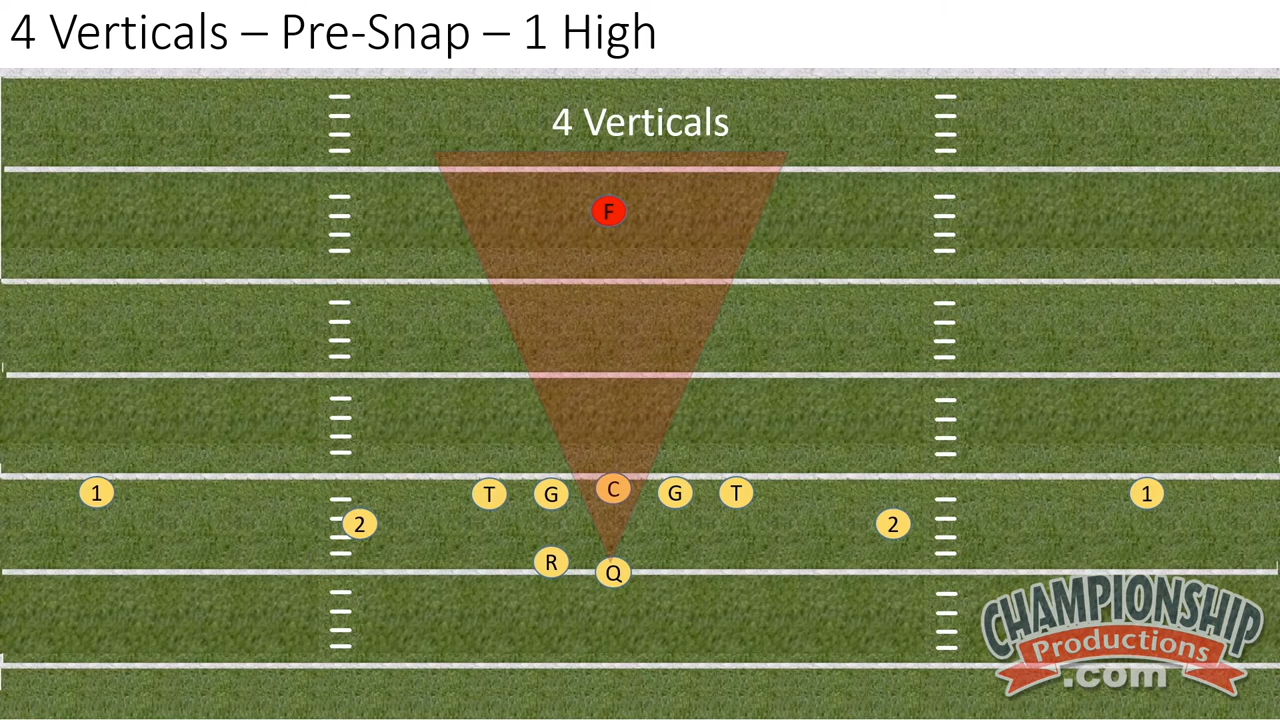 4 Verticals – Pre-Snap – 1 High
4 Verticals
F
1 T G C G T 1
2 2
R Q
CHAMPIONSHIP
Productions
.com